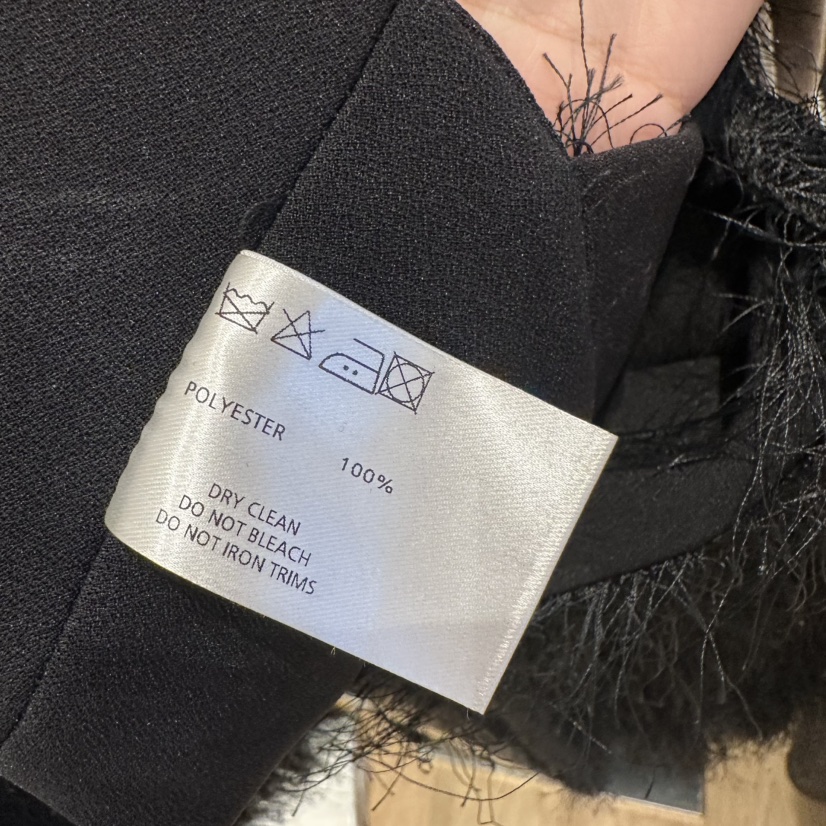 POLYESTER 100%
DRY CLEAN
DO NOT BLEACH
DO NOT IRON TRIMS